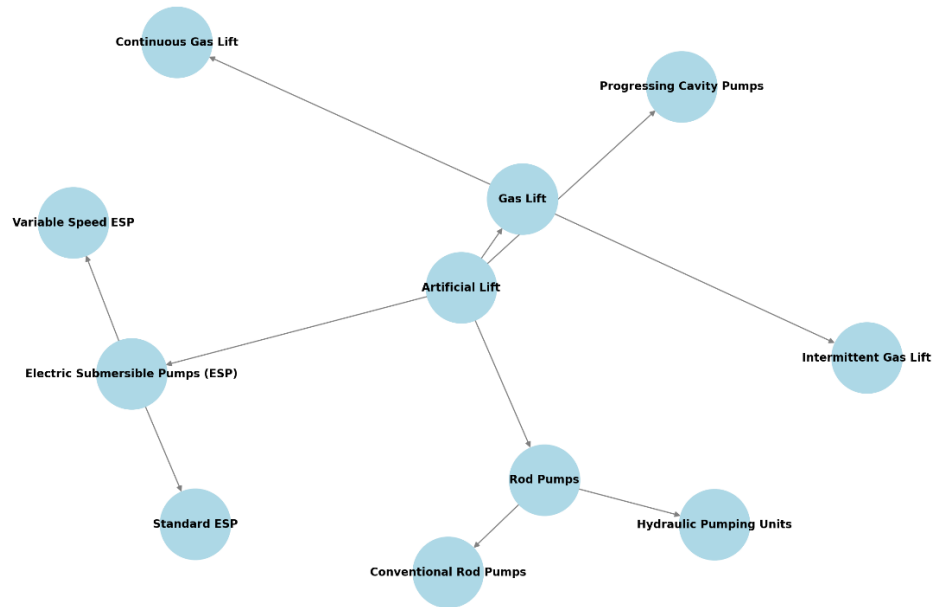 Continuous Gas Lift
Progressing Cavity Pumps
Gas Lift
Variable Speed ESP
Artificial Lift
Intermittent Gas Lift
Electric Submersible Pumps (ESP)
Rod Pumps
Standard ESP
Hydraulic Pumping Units
Conventional Rod Pumps